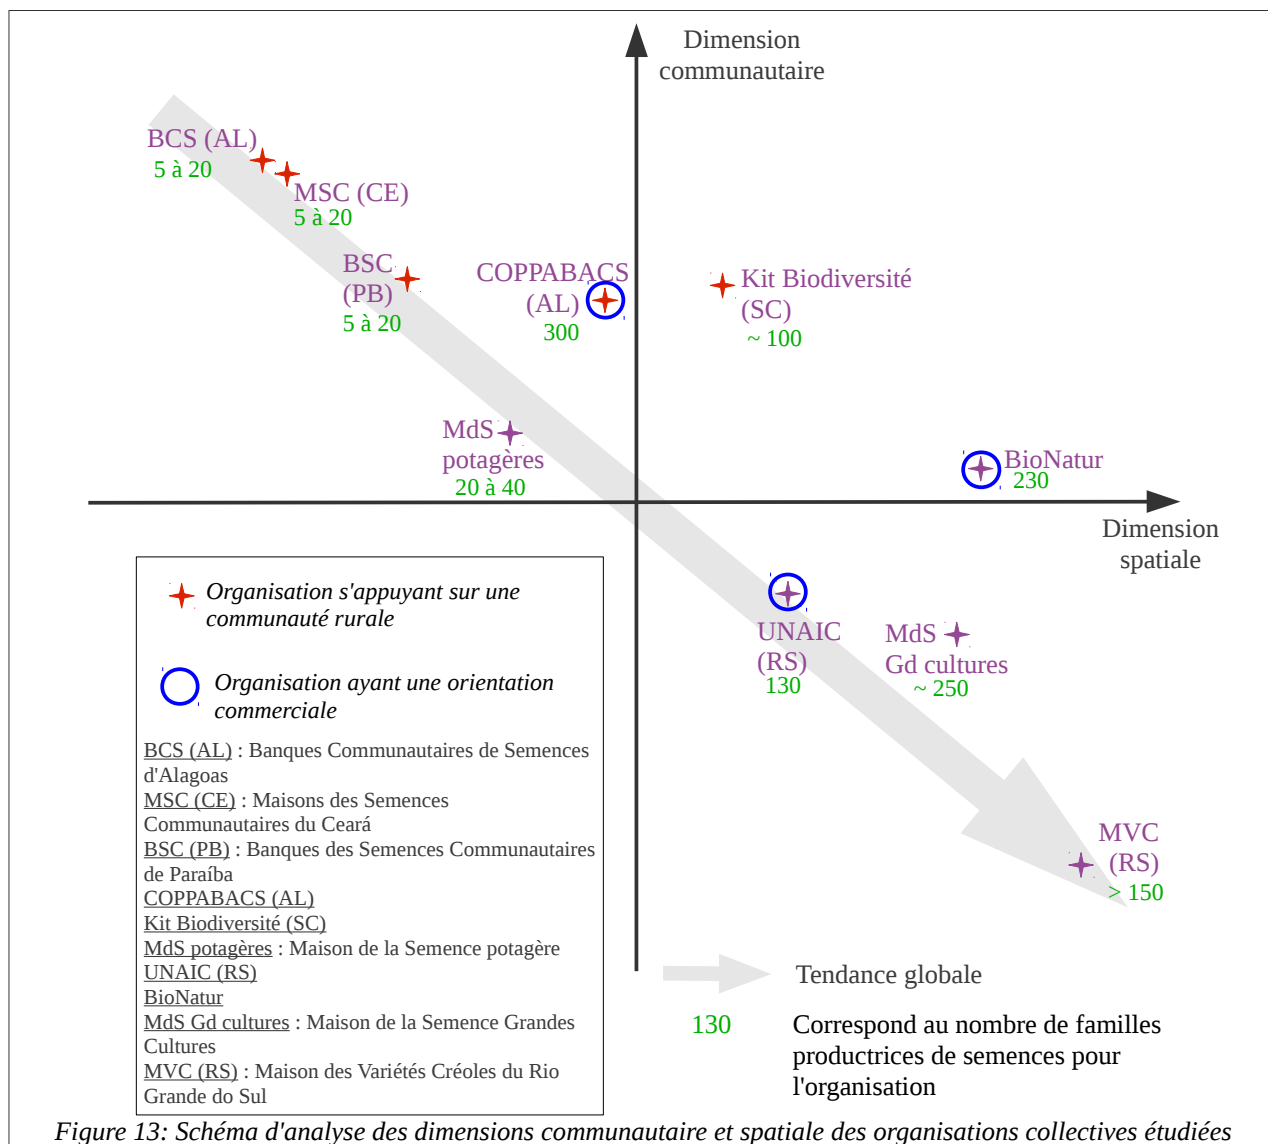 Dimension
communautaire
BCS (AL)
5 à 20
MSC (CE)
5 à 20
BSC
(PB)
5 à 20
COPPABACS
(AL)
300
Kit Biodiversité
(SC)
~ 100
MdS
potagères
20 à 40
BioNatur
230
Dimension
spatiale
UNAIC
(RS)
130
MdS
Gd cultures
~ 250
MVC
(RS)
> 150
Organisation s'appuyant sur une
communauté rurale
Organisation ayant une orientation
commerciale
BCS (AL) : Banques Communautaires de Semences
d'Alagoas
MSC (CE) : Maisons des Semences
Communautaires du Ceará
BSC (PB) : Banques des Semences Communautaires
de Paraíba
COPPABACS (AL)
Kit Biodiversité (SC)
MdS potagères : Maison de la Semence potagère
UNAIC (RS)
BioNatur
MdS Gd cultures : Maison de la Semence Grandes
Cultures
MVC (RS) : Maison des Variétés Créoles du Rio
Grande do Sul
Tendance globale
130
Correspond au nombre de familles
productrices de semences pour
l'organisation
Figure 13: Schéma d'analyse des dimensions communautaire et spatiale des organisations collectives étudiées